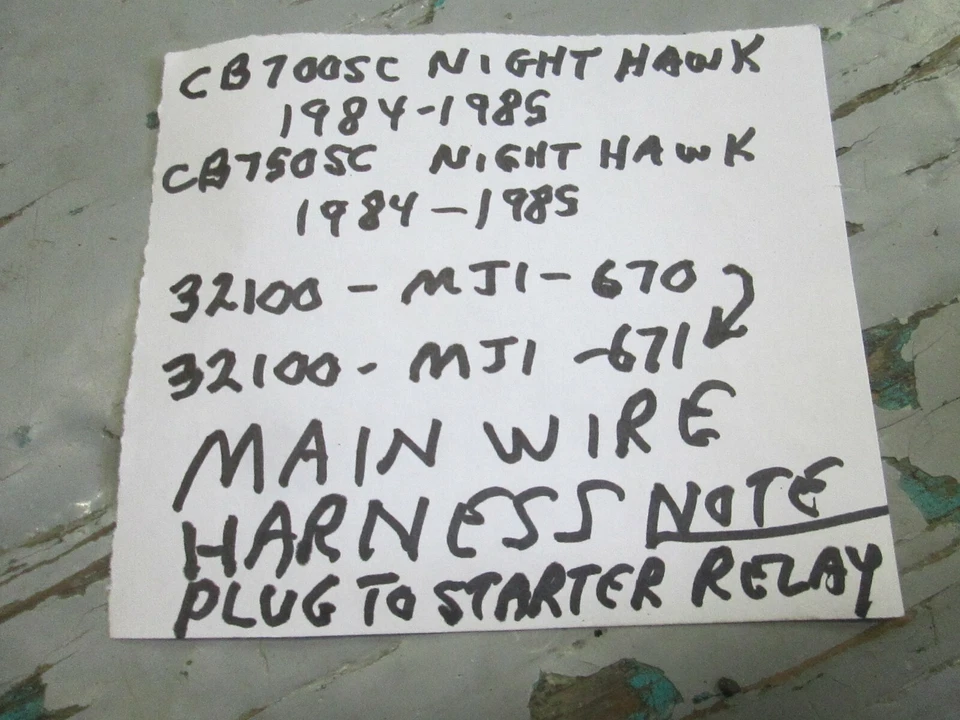 CB700SC NIGHT HAWK
1984-1985
CB750SC NIGHT HAWK
1984-1985
32100-MJ1-670
32100-MJ1-671
MAIN WIRE
HARNESS NOTE
PLUG TO STARTER RELAY